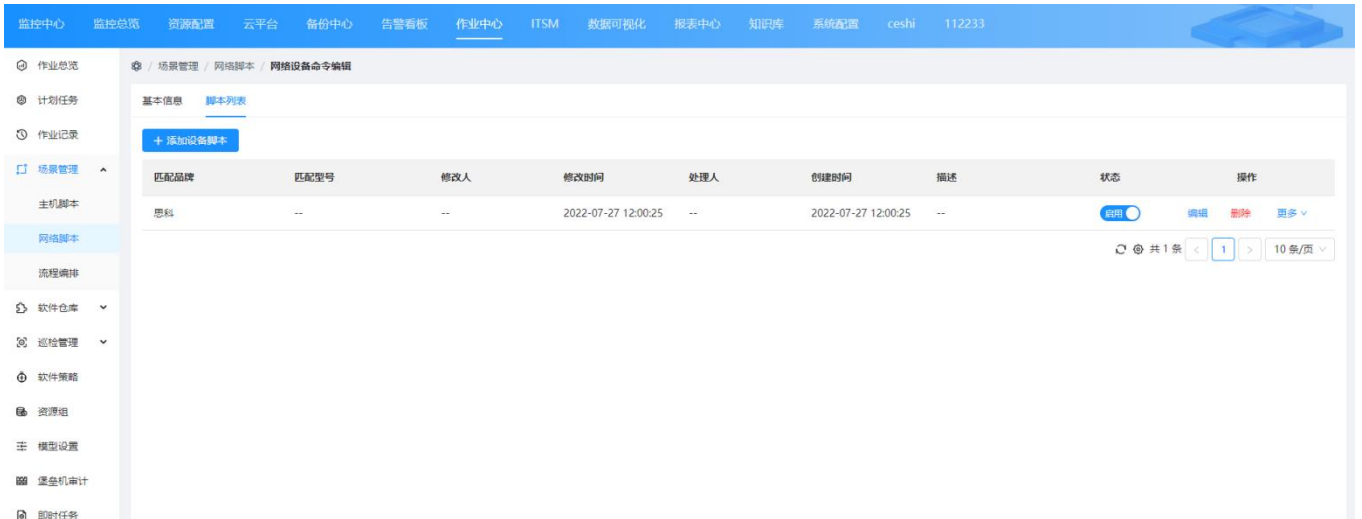 监控中心 监控总览 资源配置 云平台 备份中心 告警看板 作业中心 ITSM 数据可视化 报表中心 知识库 系统配置 ceshi 112233
作业总览
计划任务
作业记录
场景管理
主机脚本
网络脚本
流程编排
软件仓库
巡检管理
软件策略
资源组
模型设置
堡垒机审计
即时任务
/ 场景管理 / 网络脚本 / 网络设备命令编辑
基本信息 脚本列表
+ 添加设备脚本
匹配品牌 匹配型号 修改人 修改时间 处理人 创建时间 描述 状态 操作
思科 -- -- 2022-07-27 12:00:25 -- 2022-07-27 12:00:25 -- 启用 编辑 删除 更多
共 1 条 < 1 > 10 条/页